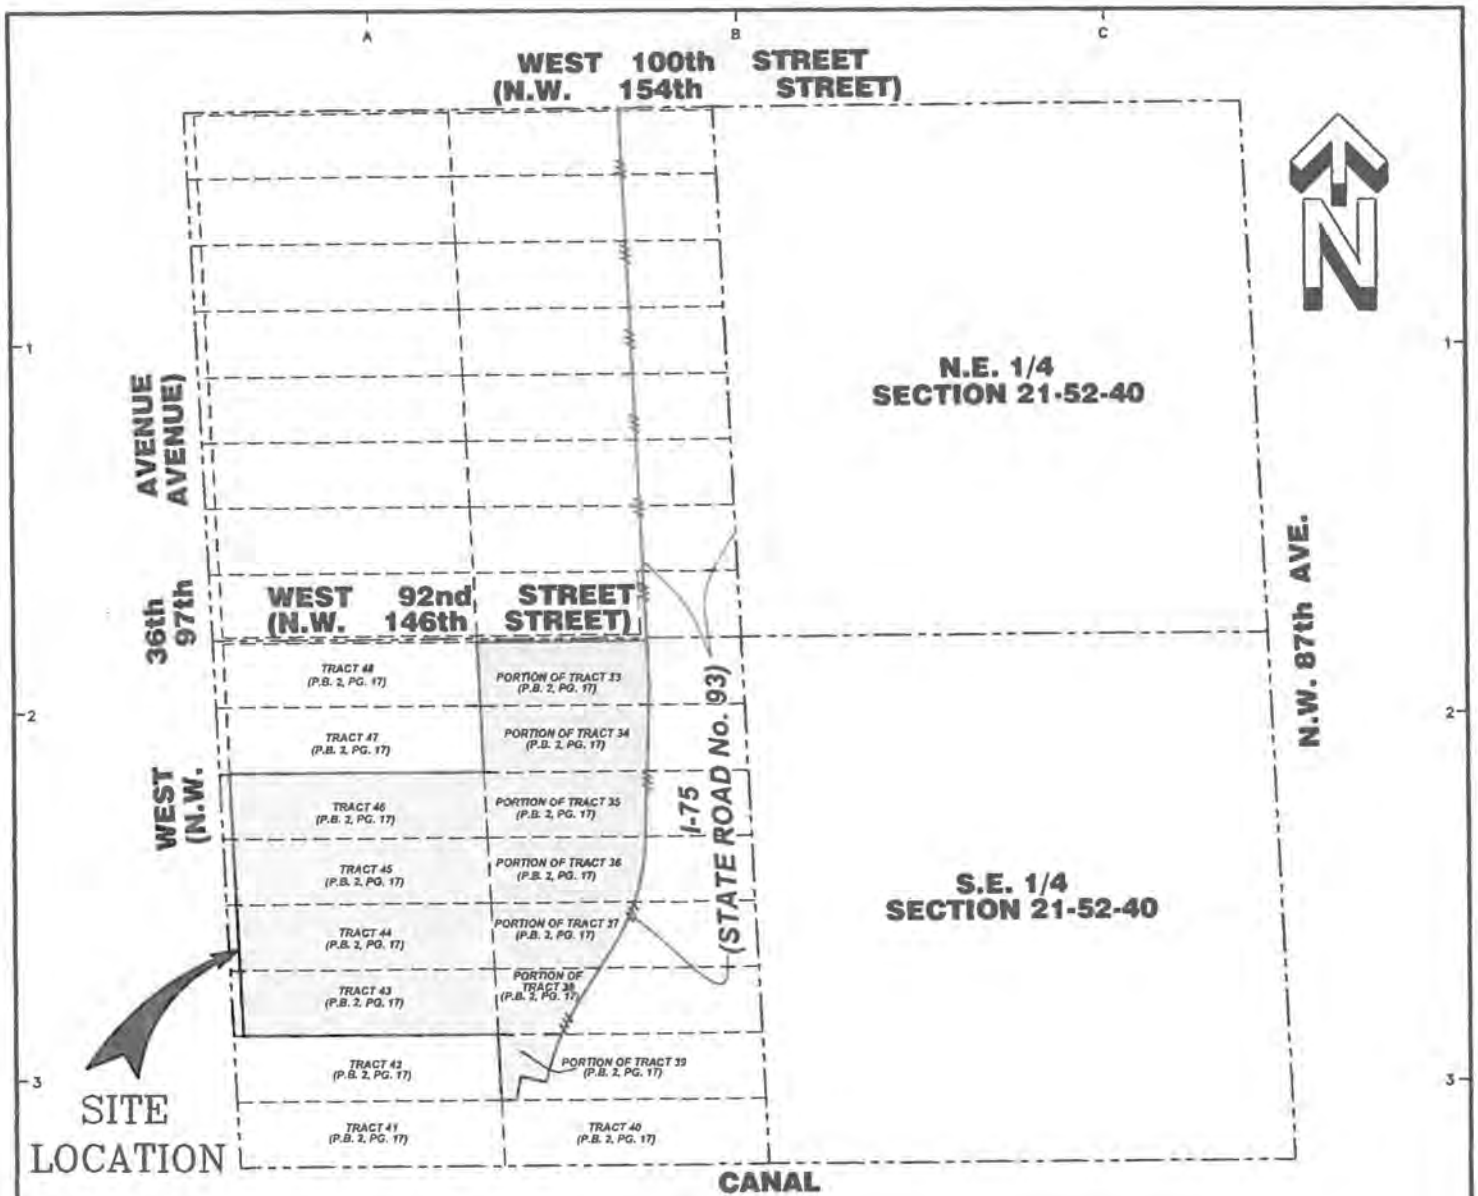 A
B
C
WEST 100th STREET
(N.W. 154th STREET)
N
1
1
N.E. 1/4
SECTION 21-52-40
WEST 36th AVENUE
(N.W. 97th AVENUE)
WEST 92nd STREET
(N.W. 146th STREET)
N.W. 87th AVE.
TRACT 48
(P.B. 2, PG. 17)
PORTION OF TRACT 33
(P.B. 2, PG. 17)
2
2
TRACT 47
(P.B. 2, PG. 17)
PORTION OF TRACT 34
(P.B. 2, PG. 17)
I-75
(STATE ROAD No. 93)
TRACT 46
(P.B. 2, PG. 17)
PORTION OF TRACT 35
(P.B. 2, PG. 17)
TRACT 45
(P.B. 2, PG. 17)
PORTION OF TRACT 36
(P.B. 2, PG. 17)
S.E. 1/4
SECTION 21-52-40
TRACT 44
(P.B. 2, PG. 17)
PORTION OF TRACT 37
(P.B. 2, PG. 17)
TRACT 43
(P.B. 2, PG. 17)
PORTION OF
TRACT 38
(P.B. 2, PG. 17)
TRACT 42
(P.B. 2, PG. 17)
PORTION OF TRACT 39
(P.B. 2, PG. 17)
3
3
SITE
LOCATION
TRACT 41
(P.B. 2, PG. 17)
TRACT 40
(P.B. 2, PG. 17)
CANAL